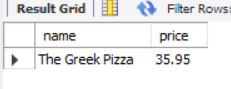 Result Grid Filter Rows:
name price
The Greek Pizza 35.95